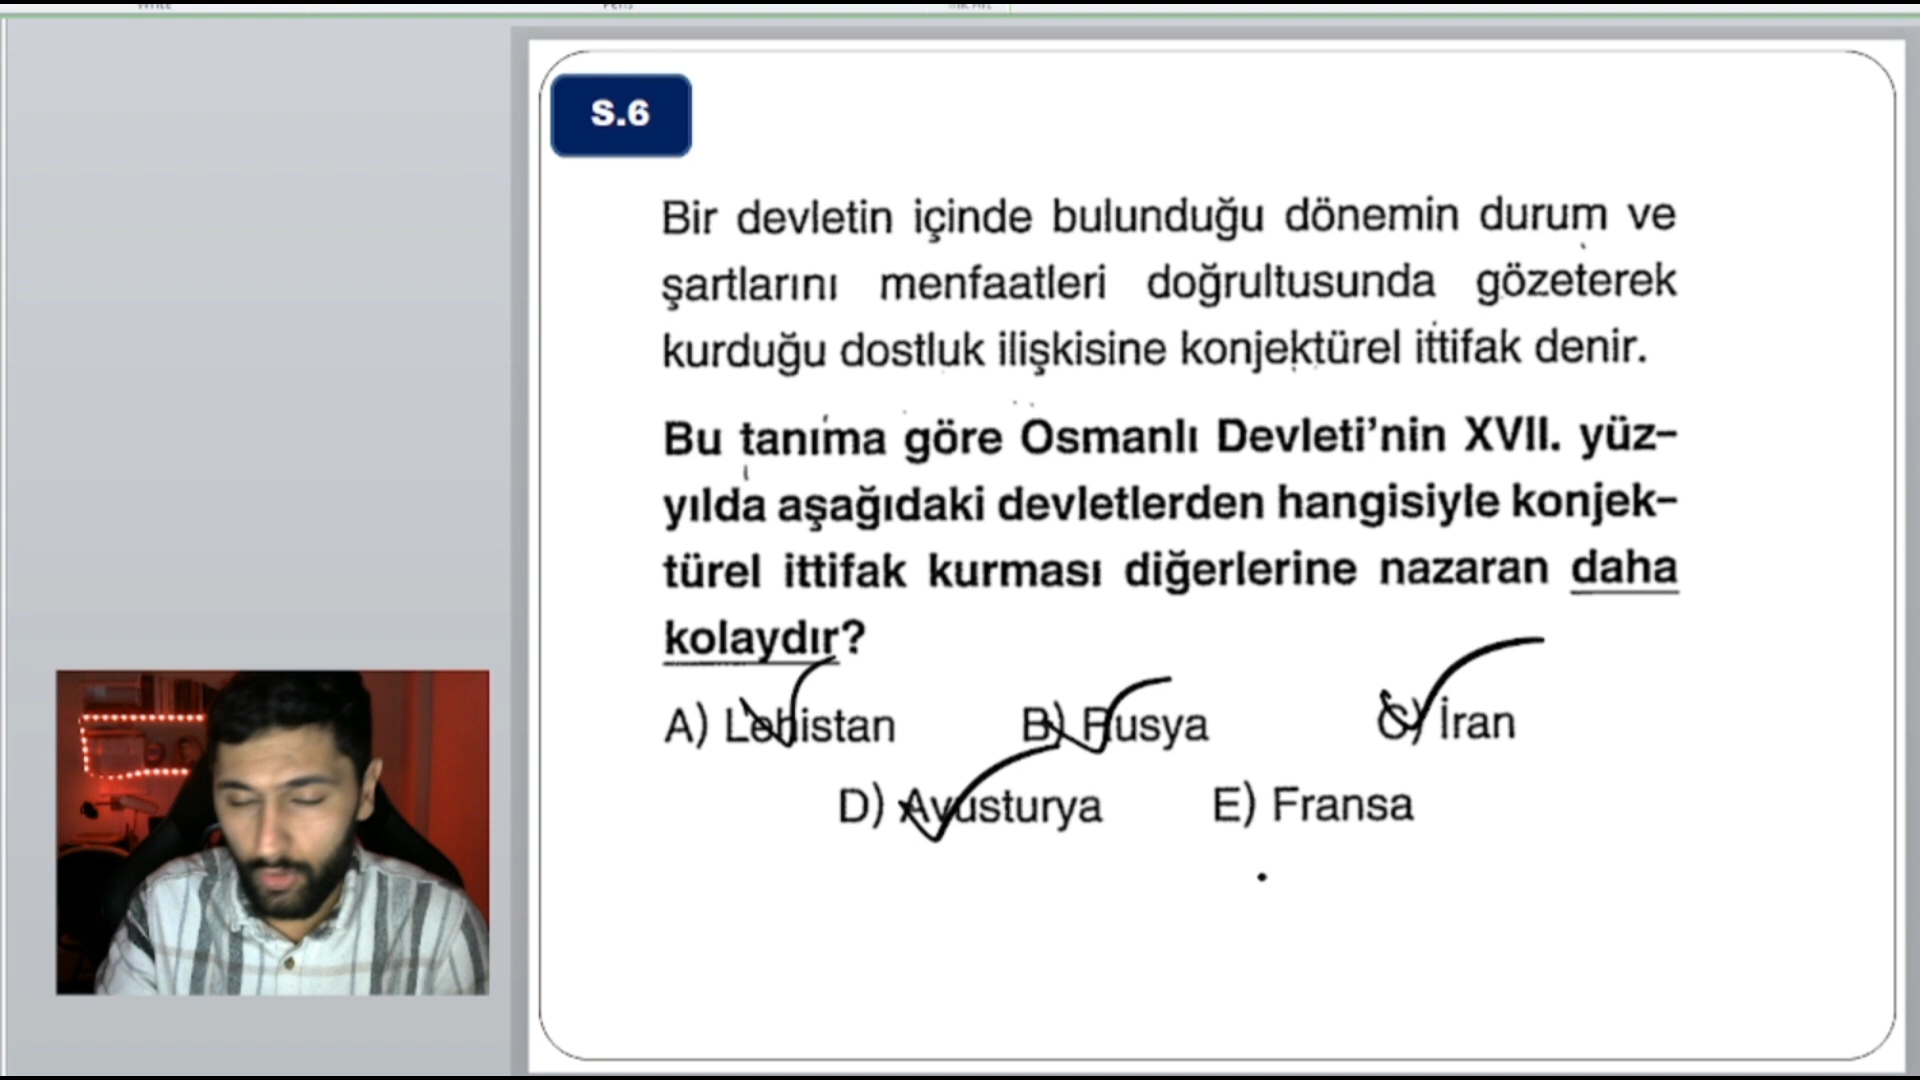 S.6
Bir devletin içinde bulunduğu dönemin durum ve
şartlarını menfaatleri doğrultusunda gözeterek
kurduğu dostluk ilişkisine konjektürel ittifak denir.
Bu tanıma göre Osmanlı Devleti'nin XVII. yüz-
yılda aşağıdaki devletlerden hangisiyle konjek-
türel ittifak kurması diğerlerine nazaran daha
kolaydır?
A) Lehistan B) Rusya C) İran
D) Avusturya E) Fransa